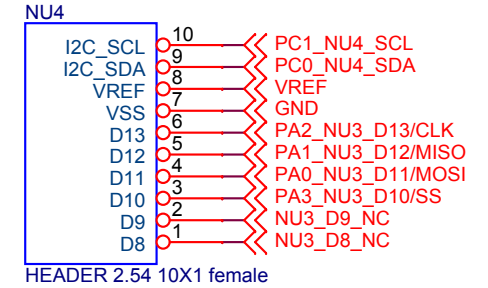 NU4
I2C_SCL 10 PC1_NU4_SCL
I2C_SDA 9 PC0_NU4_SDA
VREF 8 VREF
VSS 7 GND
D13 6 PA2_NU3_D13/CLK
D12 5 PA1_NU3_D12/MISO
D11 4 PA0_NU3_D11/MOSI
D10 3 PA3_NU3_D10/SS
D9 2 NU3_D9_NC
D8 1 NU3_D8_NC
HEADER 2.54 10X1 female